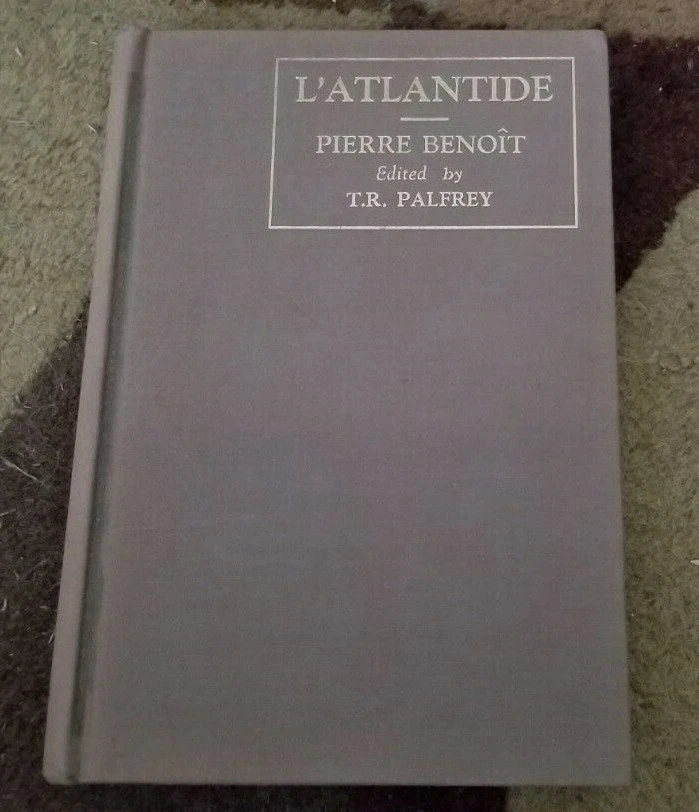 L'ATLANTIDE
PIERRE BENOÎT
Edited by
T.R. PALFREY